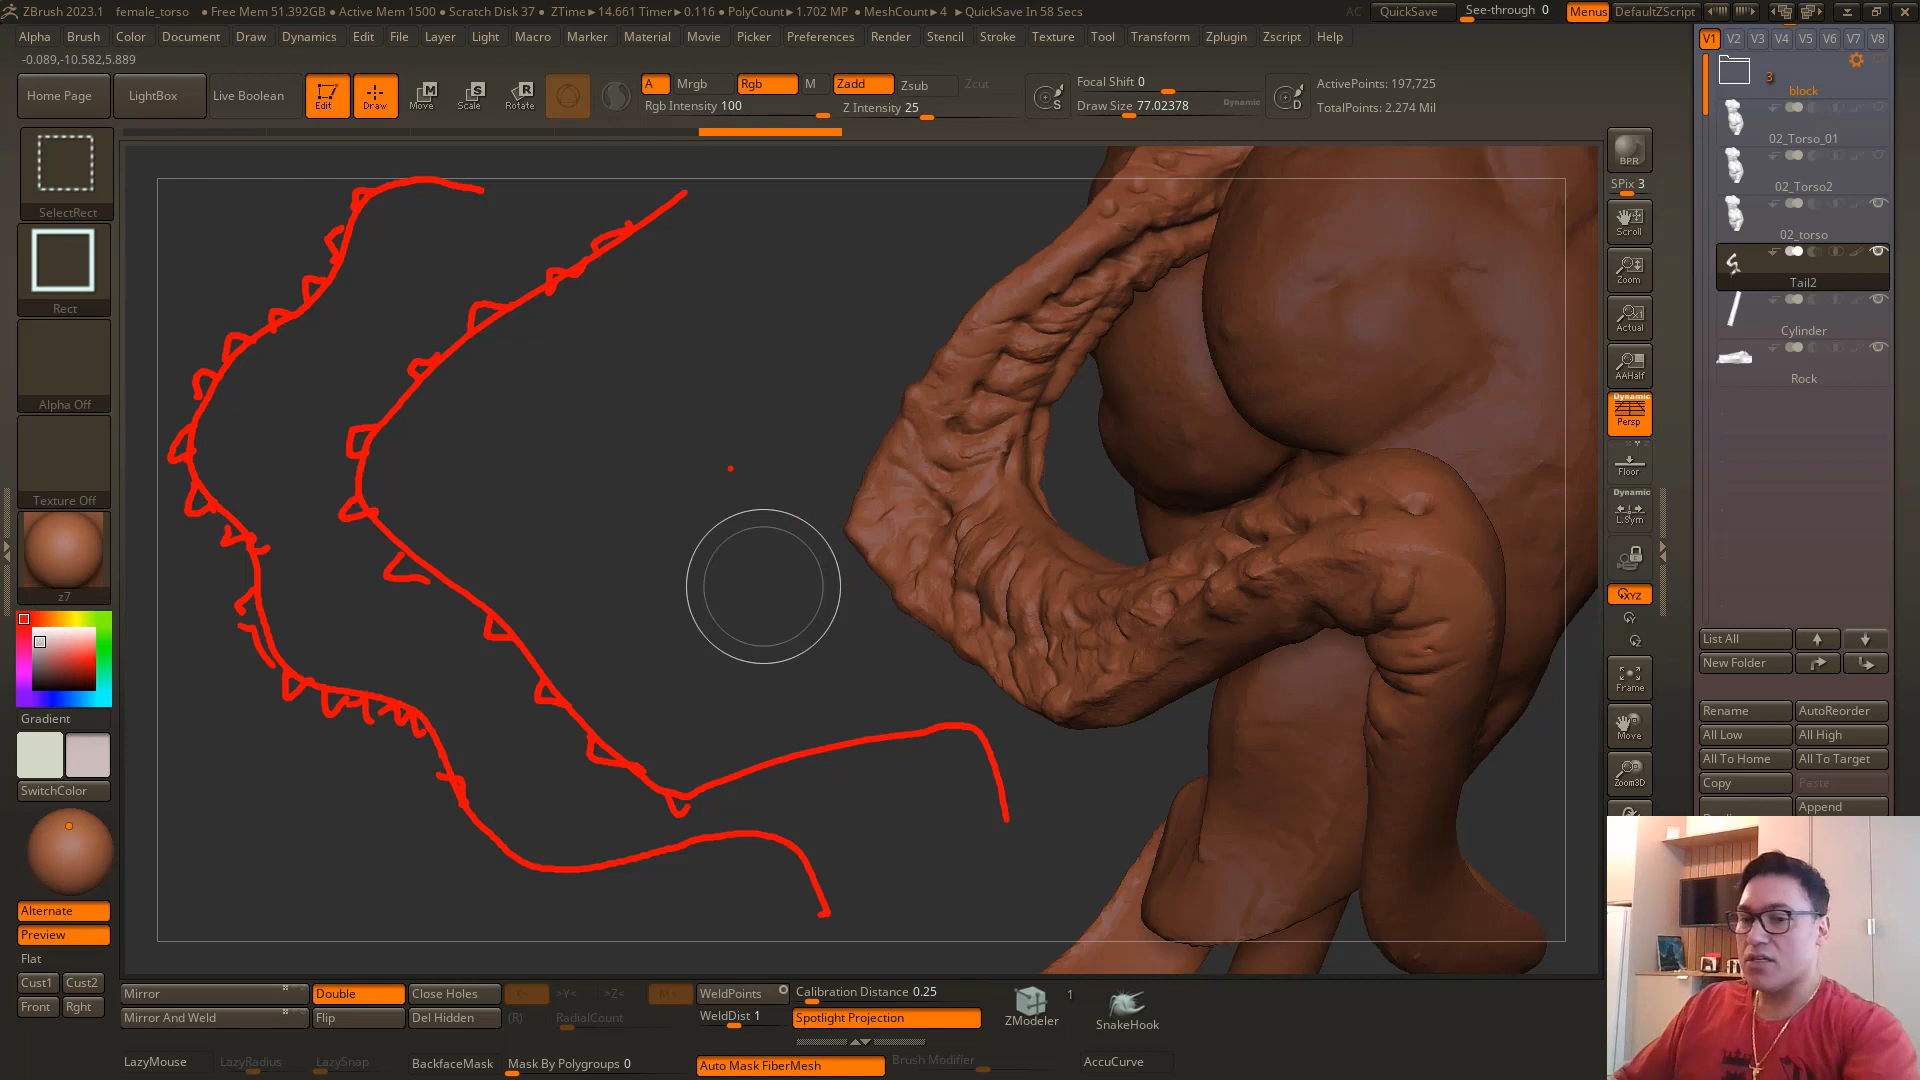 ZBrush 2023.1 female_torso • Free Mem 51.392GB • Active Mem 1500 • Scratch Disk 37 • ZTime►14.661 Timer►0.116 • PolyCount►1.702 MP • MeshCount►4 ►QuickSave In 58 Secs AC QuickSave See-through 0 Menus DefaultZScript
Alpha Brush Color Document Draw Dynamics Edit File Layer Light Macro Marker Material Movie Picker Preferences Render Stencil Stroke Texture Tool Transform Zplugin Zscript Help
V1 V2 V3 V4 V5 V6 V7 V8
-0.089,-10.582,5.889
Home Page LightBox Live Boolean Edit Draw Move Scale Rotate
A Mrgb Rgb M Zadd Zsub Zcut
Rgb Intensity 100 Z Intensity 25
Focal Shift 0
Draw Size 77.02378 Dynamic
S D
ActivePoints: 197,725
TotalPoints: 2.274 Mil
SelectRect
Rect
Alpha Off
Texture Off
z7
Gradient
SwitchColor
Alternate
Preview
Flat
Cust1 Cust2
Front Rght
BPR
SPix 3
Scroll
Zoom
Actual
AAHalf
Dynamic
Persp
Floor
Dynamic
L.Sym
XYZ
Frame
Move
Zoom3D
3
block
02_Torso_01
02_Torso2
02_torso
Tail2
Cylinder
Rock
List All
New Folder
Rename AutoReorder
All Low All High
All To Home All To Target
Copy Paste
Append
Mirror Double Close Holes >Y< >Z< WeldPoints Calibration Distance 0.25
Mirror And Weld Flip Del Hidden (R) RadialCount WeldDist 1 Spotlight Projection
ZModeler 1 SnakeHook
LazyMouse LazyRadius LazySnap BackfaceMask Mask By Polygroups 0 Auto Mask FiberMesh Brush Modifier AccuCurve